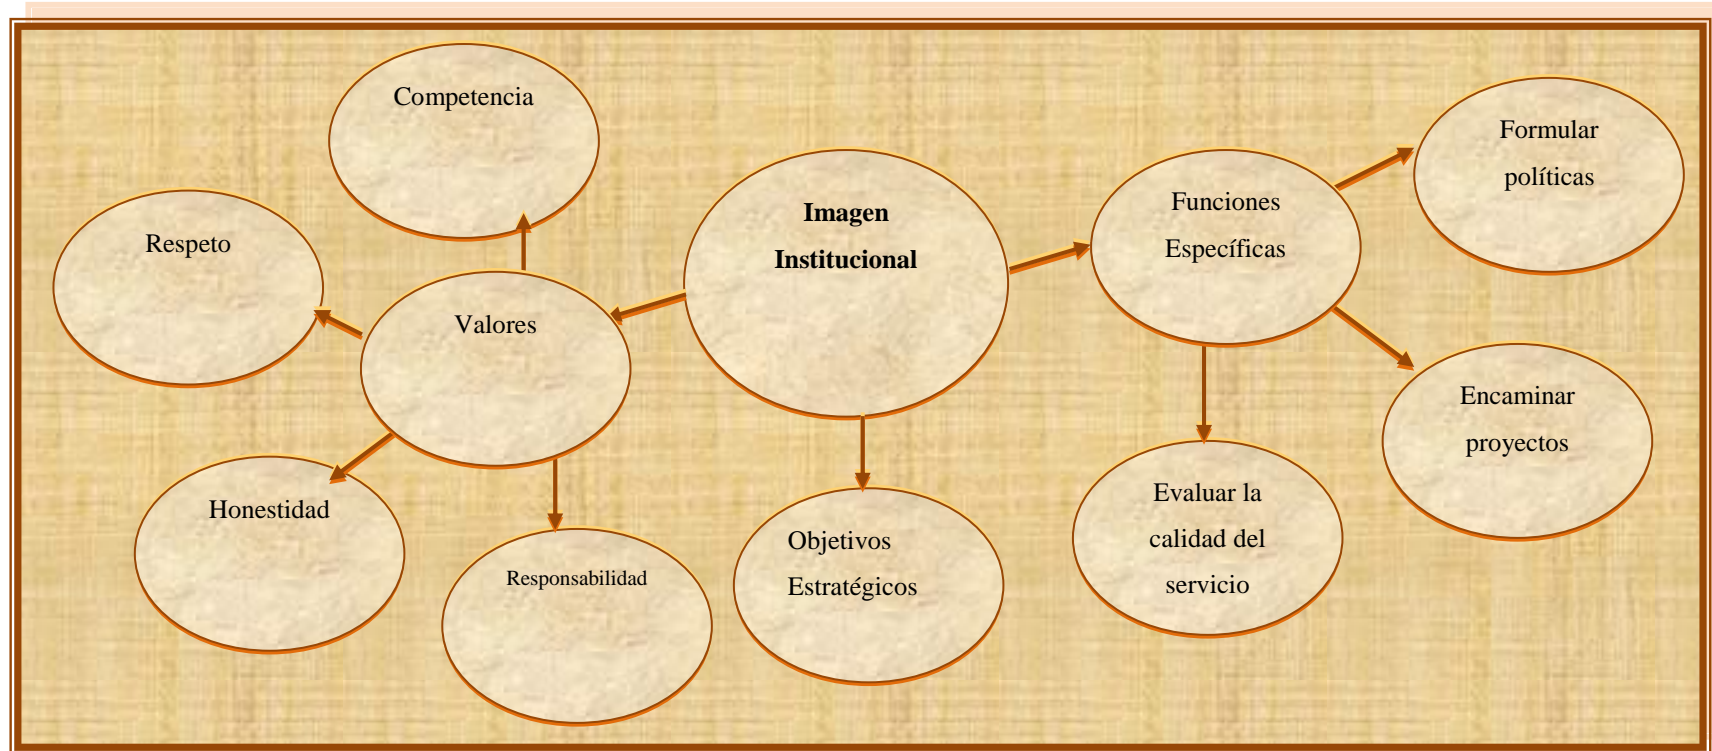 Competencia
Formular
políticas
Imagen
Institucional
Funciones
Específicas
Respeto
Valores
Encaminar
proyectos
Honestidad
Evaluar la
calidad del
servicio
Objetivos
Estratégicos
Responsabilidad